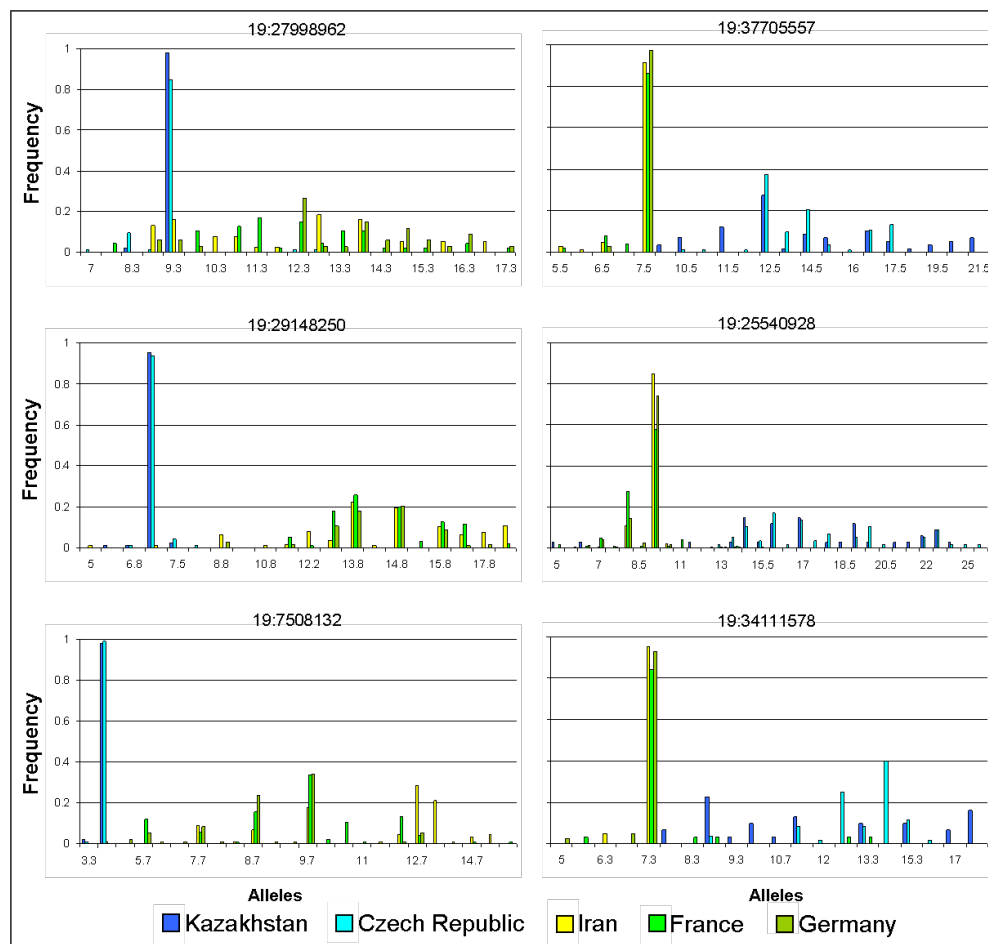 19:27998962
19:37705557
Frequency
1
0.8
0.6
0.4
0.2
0
7 8.3 9.3 10.3 11.3 12.3 13.3 14.3 15.3 16.3 17.3
5.5 6.5 7.5 10.5 11.5 12.5 14.5 16 17.5 19.5 21.5
19:29148250
19:25540928
Frequency
1
0.8
0.6
0.4
0.2
0
5 6.8 7.5 8.8 10.8 12.2 13.8 14.8 15.8 17.8
5 7 8.5 11 14 15.5 17 18.5 20.5 22 25
19:7508132
19:34111578
Frequency
1
0.8
0.6
0.4
0.2
0
3.3 5.7 7.7 8.7 9.7 11 12.7 14.7
5 6.3 7.3 8.3 9.3 10.7 12 13.3 15.3 17
Alleles
Alleles
Kazakhstan Czech Republic Iran France Germany